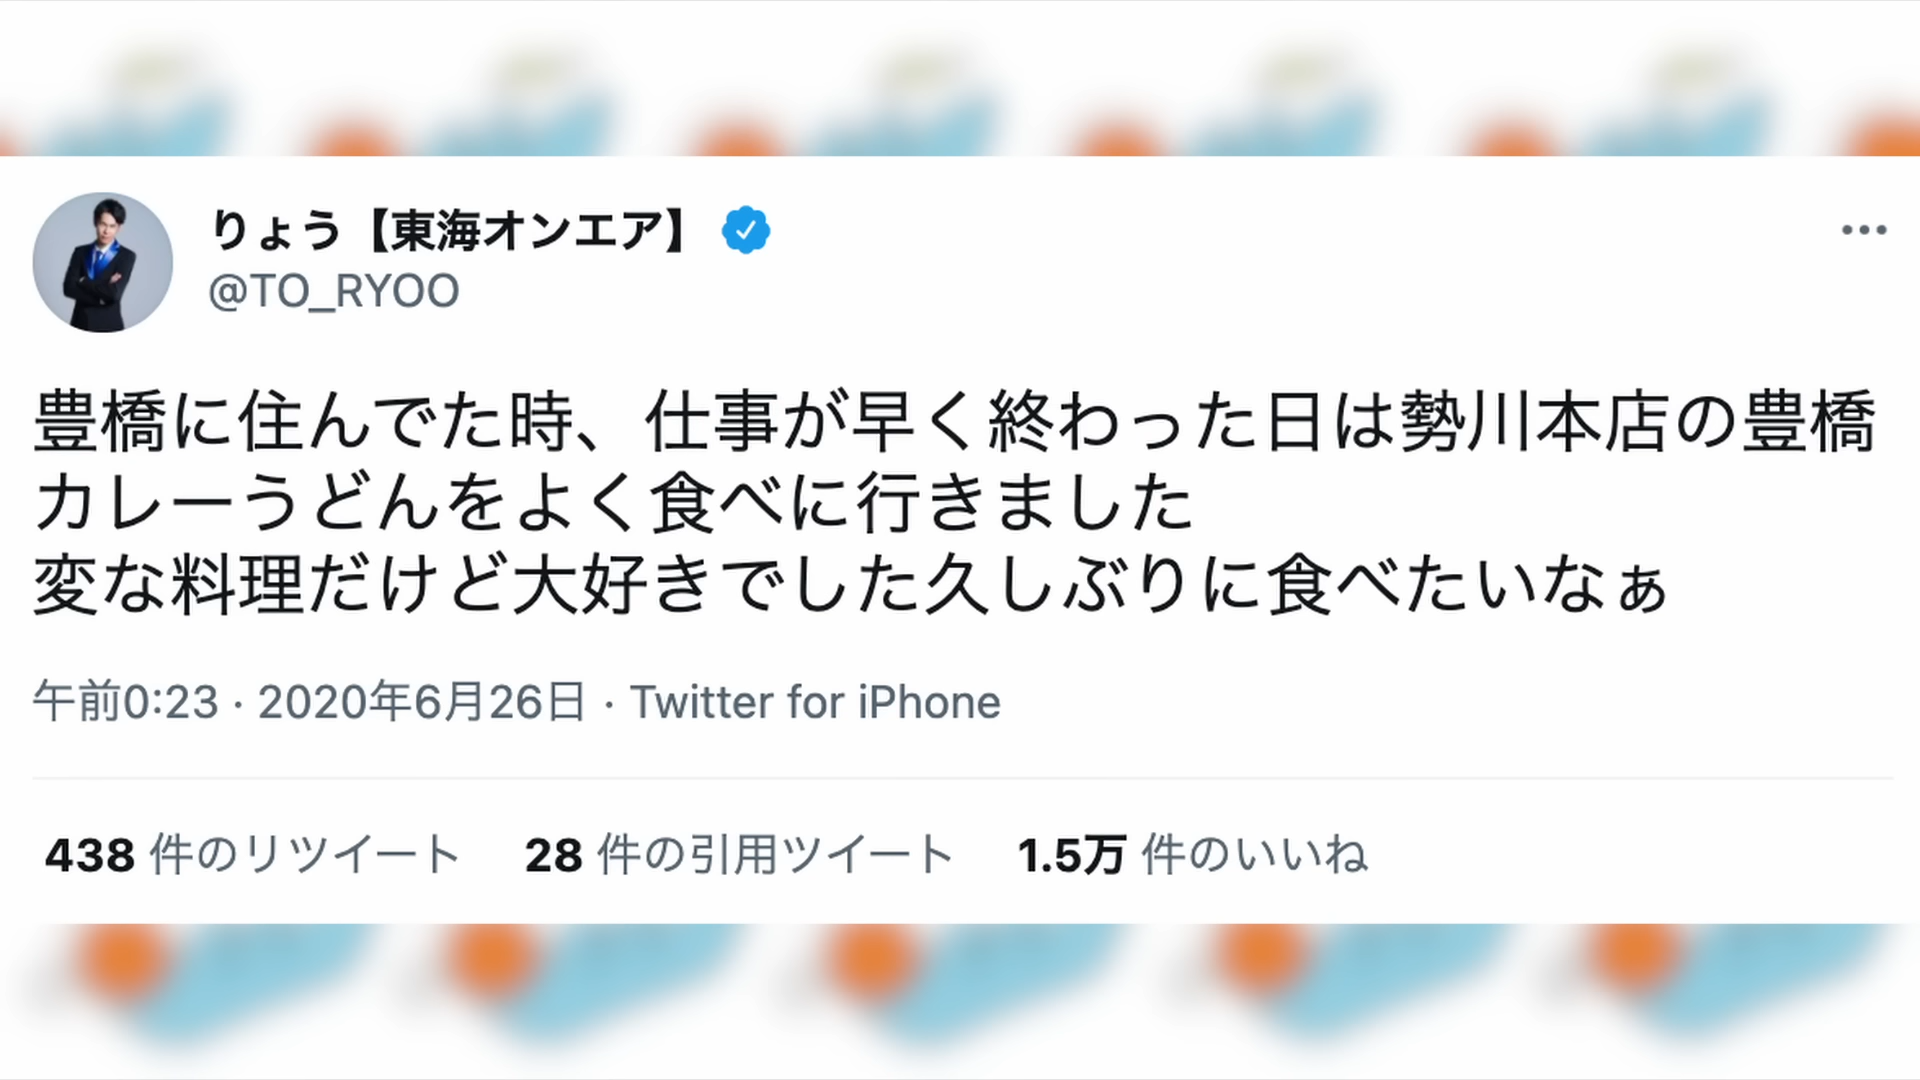 りょう【東海オンエア】
@TO_RYOO
豊橋に住んでた時、仕事が早く終わった日は勢川本店の豊橋
カレーうどんをよく食べに行きました
変な料理だけど大好きでした久しぶりに食べたいなぁ
午前0:23 · 2020年6月26日 · Twitter for iPhone
438 件のリツイート 28 件の引用ツイート 1.5万 件のいいね